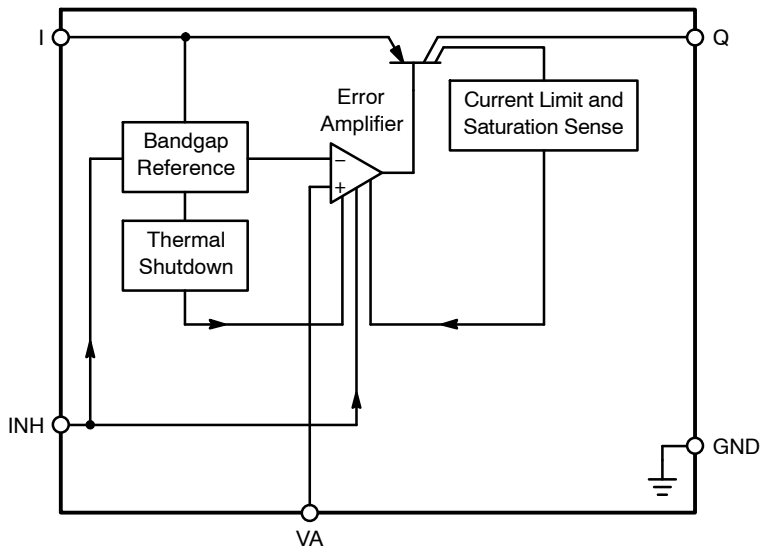 I
Q
Error
Amplifier
Current Limit and
Saturation Sense
Bandgap
Reference
−
+
Thermal
Shutdown
INH
GND
VA